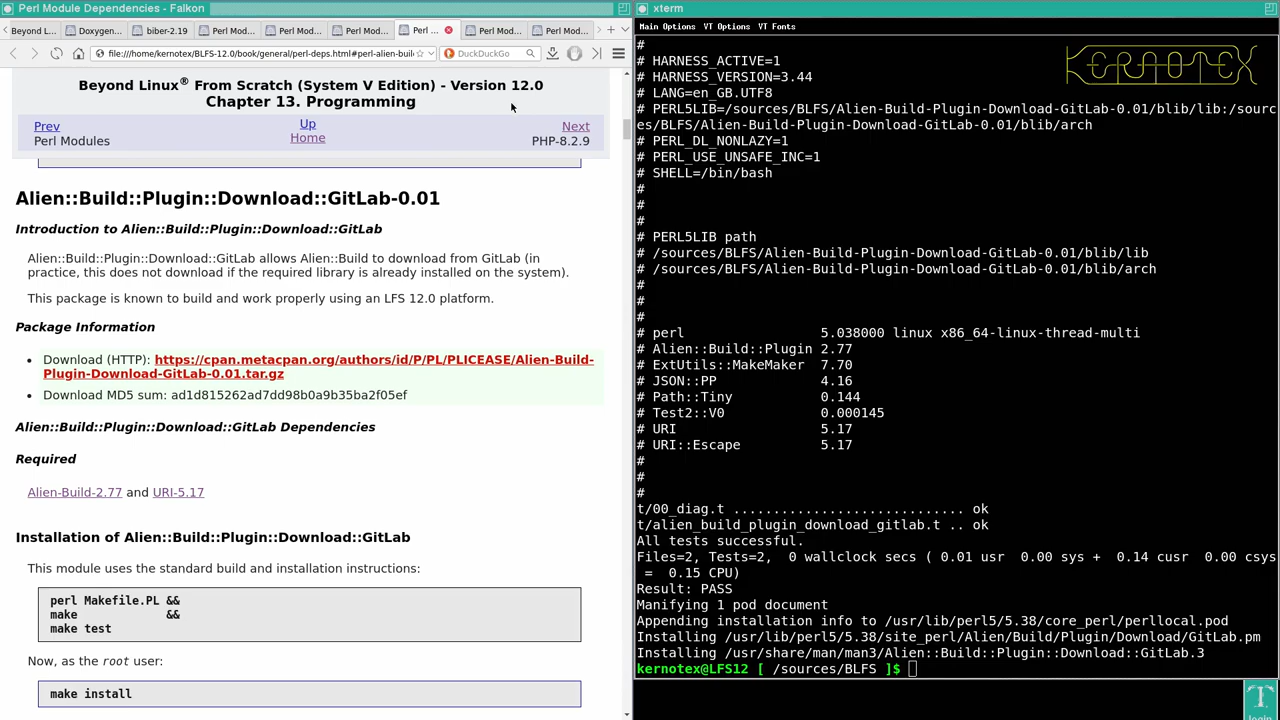 Perl Module Dependencies - Falkon
Beyond L...
Doxygen...
biber-2.19
Perl Mod...
Perl Mod...
Perl Mod...
Perl ...
Perl Mod...
Perl Mod...
file:///home/kernotex/BLFS-12.0/book/general/perl-deps.html#perl-alien-buil
DuckDuckGo
Beyond Linux® From Scratch (System V Edition) - Version 12.0
Chapter 13. Programming
Prev
Up
Next
Perl Modules
Home
PHP-8.2.9
Alien::Build::Plugin::Download::GitLab-0.01
Introduction to Alien::Build::Plugin::Download::GitLab
Alien::Build::Plugin::Download::GitLab allows Alien::Build to download from GitLab (in
practice, this does not download if the required library is already installed on the system).
This package is known to build and work properly using an LFS 12.0 platform.
Package Information
• Download (HTTP): https://cpan.metacpan.org/authors/id/P/PL/PLICEASE/Alien-Build-
Plugin-Download-GitLab-0.01.tar.gz
• Download MD5 sum: ad1d815262ad7dd98b0a9b35ba2f05ef
Alien::Build::Plugin::Download::GitLab Dependencies
Required
Alien-Build-2.77 and URI-5.17
Installation of Alien::Build::Plugin::Download::GitLab
This module uses the standard build and installation instructions:
perl Makefile.PL &&
make             &&
make test
Now, as the root user:
make install
xterm
Main Options  VT Options  VT Fonts
KERNOTEX
#
# HARNESS_ACTIVE=1
# HARNESS_VERSION=3.44
# LANG=en_GB.UTF8
# PERL5LIB=/sources/BLFS/Alien-Build-Plugin-Download-GitLab-0.01/blib/lib:/sourc
es/BLFS/Alien-Build-Plugin-Download-GitLab-0.01/blib/arch
# PERL_DL_NONLAZY=1
# PERL_USE_UNSAFE_INC=1
# SHELL=/bin/bash
#
#
#
# PERL5LIB path
# /sources/BLFS/Alien-Build-Plugin-Download-GitLab-0.01/blib/lib
# /sources/BLFS/Alien-Build-Plugin-Download-GitLab-0.01/blib/arch
#
#
#
# perl                 5.038000 linux x86_64-linux-thread-multi
# Alien::Build::Plugin 2.77
# ExtUtils::MakeMaker  7.70
# JSON::PP             4.16
# Path::Tiny           0.144
# Test2::V0            0.000145
# URI                  5.17
# URI::Escape          5.17
#
#
#
t/00_diag.t ............................ ok
t/alien_build_plugin_download_gitlab.t .. ok
All tests successful.
Files=2, Tests=2,  0 wallclock secs ( 0.01 usr  0.00 sys +  0.14 cusr  0.00 csys
 =  0.15 CPU)
Result: PASS
Manifying 1 pod document
Appending installation info to /usr/lib/perl5/5.38/core_perl/perllocal.pod
Installing /usr/lib/perl5/5.38/site_perl/Alien/Build/Plugin/Download/GitLab.pm
Installing /usr/share/man/man3/Alien::Build::Plugin::Download::GitLab.3
kernotex@LFS12 [ /sources/BLFS ]$
login